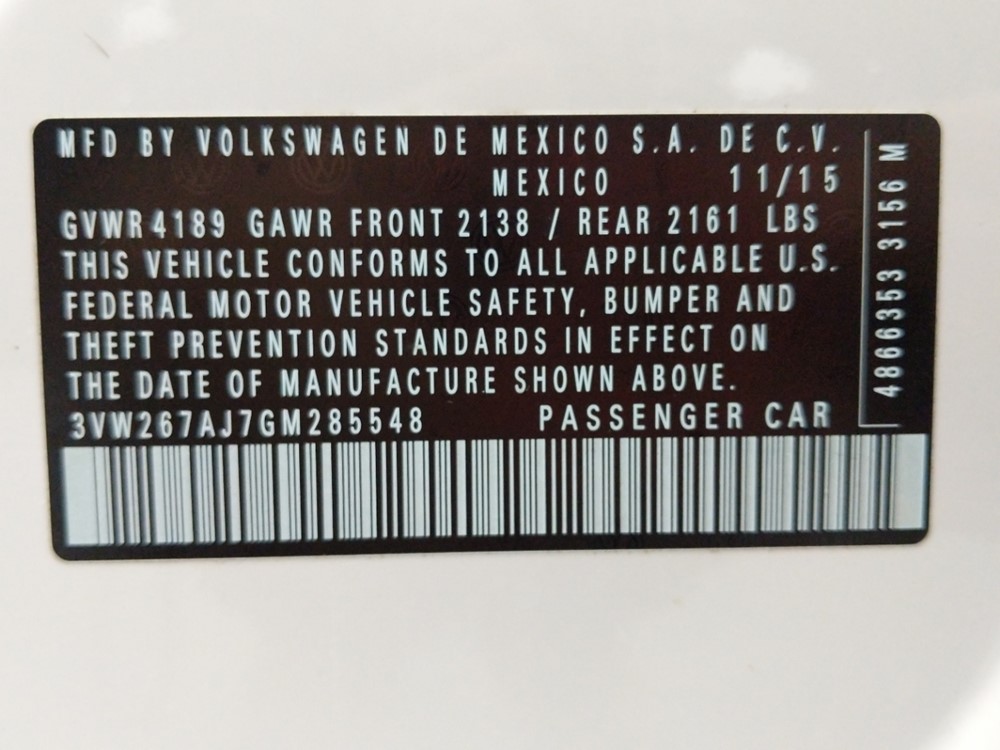 MFD BY VOLKSWAGEN DE MEXICO S.A. DE C.V.
MEXICO 11/15
GVWR 4189 GAWR FRONT 2138 / REAR 2161 LBS
THIS VEHICLE CONFORMS TO ALL APPLICABLE U.S.
FEDERAL MOTOR VEHICLE SAFETY, BUMPER AND
THEFT PREVENTION STANDARDS IN EFFECT ON
THE DATE OF MANUFACTURE SHOWN ABOVE.
3VW267AJ7GM285548 PASSENGER CAR
4866353 3156 M